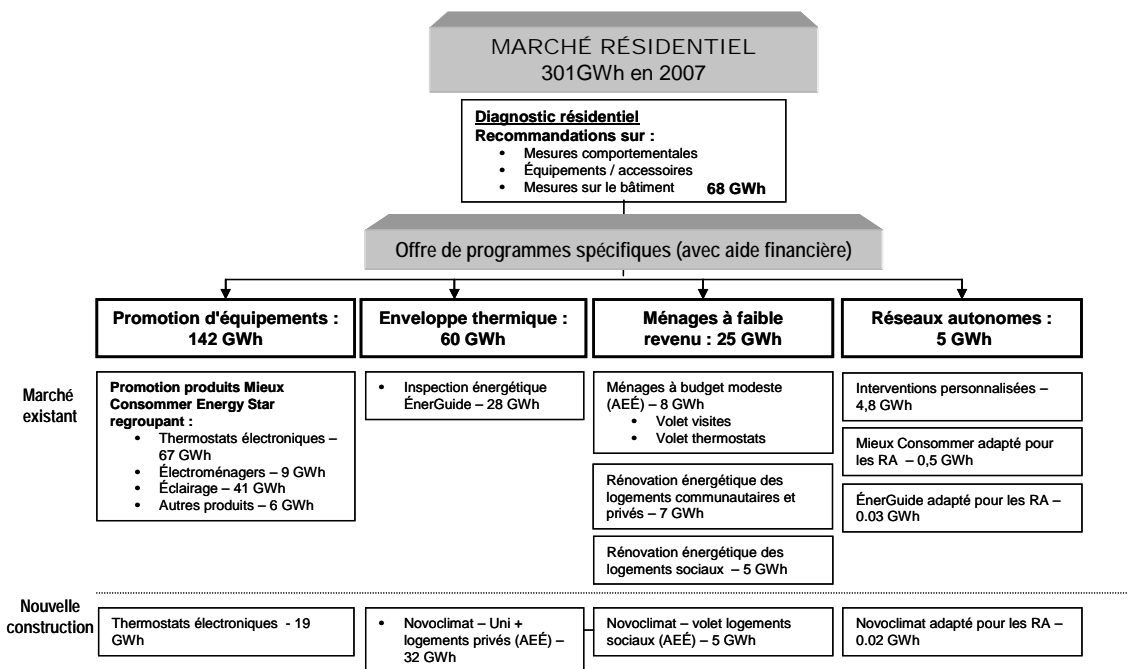 MARCHÉ RÉSIDENTIEL
301GWh en 2007
Diagnostic résidentiel
Recommandations sur :
• Mesures comportementales
• Équipements / accessoires
• Mesures sur le bâtiment 68 GWh
Offre de programmes spécifiques (avec aide financière)
Promotion d'équipements :
142 GWh
Enveloppe thermique :
60 GWh
Ménages à faible
revenu : 25 GWh
Réseaux autonomes :
5 GWh
Marché
existant
Promotion produits Mieux
Consommer Energy Star
regroupant :
• Thermostats électroniques –
67 GWh
• Électroménagers – 9 GWh
• Éclairage – 41 GWh
• Autres produits – 6 GWh
• Inspection énergétique
ÉnerGuide – 28 GWh
Ménages à budget modeste
(AEÉ) – 8 GWh
• Volet visites
• Volet thermostats
Rénovation énergétique des
logements communautaires et
privés – 7 GWh
Rénovation énergétique des
logements sociaux – 5 GWh
Interventions personnalisées –
4,8 GWh
Mieux Consommer adapté pour
les RA – 0,5 GWh
ÉnerGuide adapté pour les RA –
0.03 GWh
Nouvelle
construction
Thermostats électroniques - 19
GWh
• Novoclimat – Uni +
logements privés (AEÉ) –
32 GWh
Novoclimat – volet logements
sociaux (AEÉ) – 5 GWh
Novoclimat adapté pour les RA –
0.02 GWh